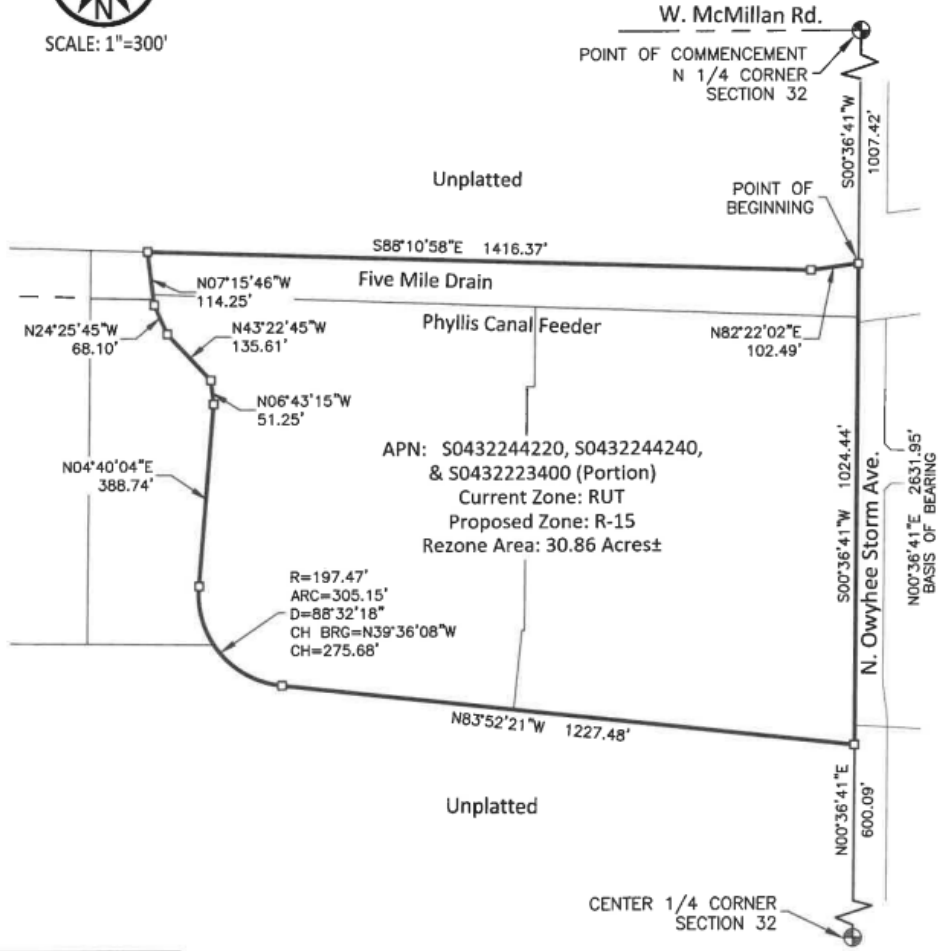 N
SCALE: 1"=300'
W. McMillan Rd.
POINT OF COMMENCEMENT
N 1/4 CORNER
SECTION 32
S00°36'41"W
1007.42'
Unplatted
POINT OF
BEGINNING
S88°10'58"E 1416.37'
Five Mile Drain
N07°15'46"W
114.25'
Phyllis Canal Feeder
N24°25'45"W
68.10'
N43°22'45"W
135.61'
N82°22'02"E
102.49'
N06°43'15"W
51.25'
APN: S0432244220, S0432244240,
& S0432223400 (Portion)
Current Zone: RUT
Proposed Zone: R-15
Rezone Area: 30.86 Acres±
N04°40'04"E
388.74'
S00°36'41"W 1024.44'
N. Owyhee Storm Ave.
N00°36'41"E 2631.95'
BASIS OF BEARING
R=197.47'
ARC=305.15'
D=88°32'18"
CH BRG=N39°36'08"W
CH=275.68'
N83°52'21"W 1227.48'
Unplatted
N00°36'41"E
600.09'
CENTER 1/4 CORNER
SECTION 32